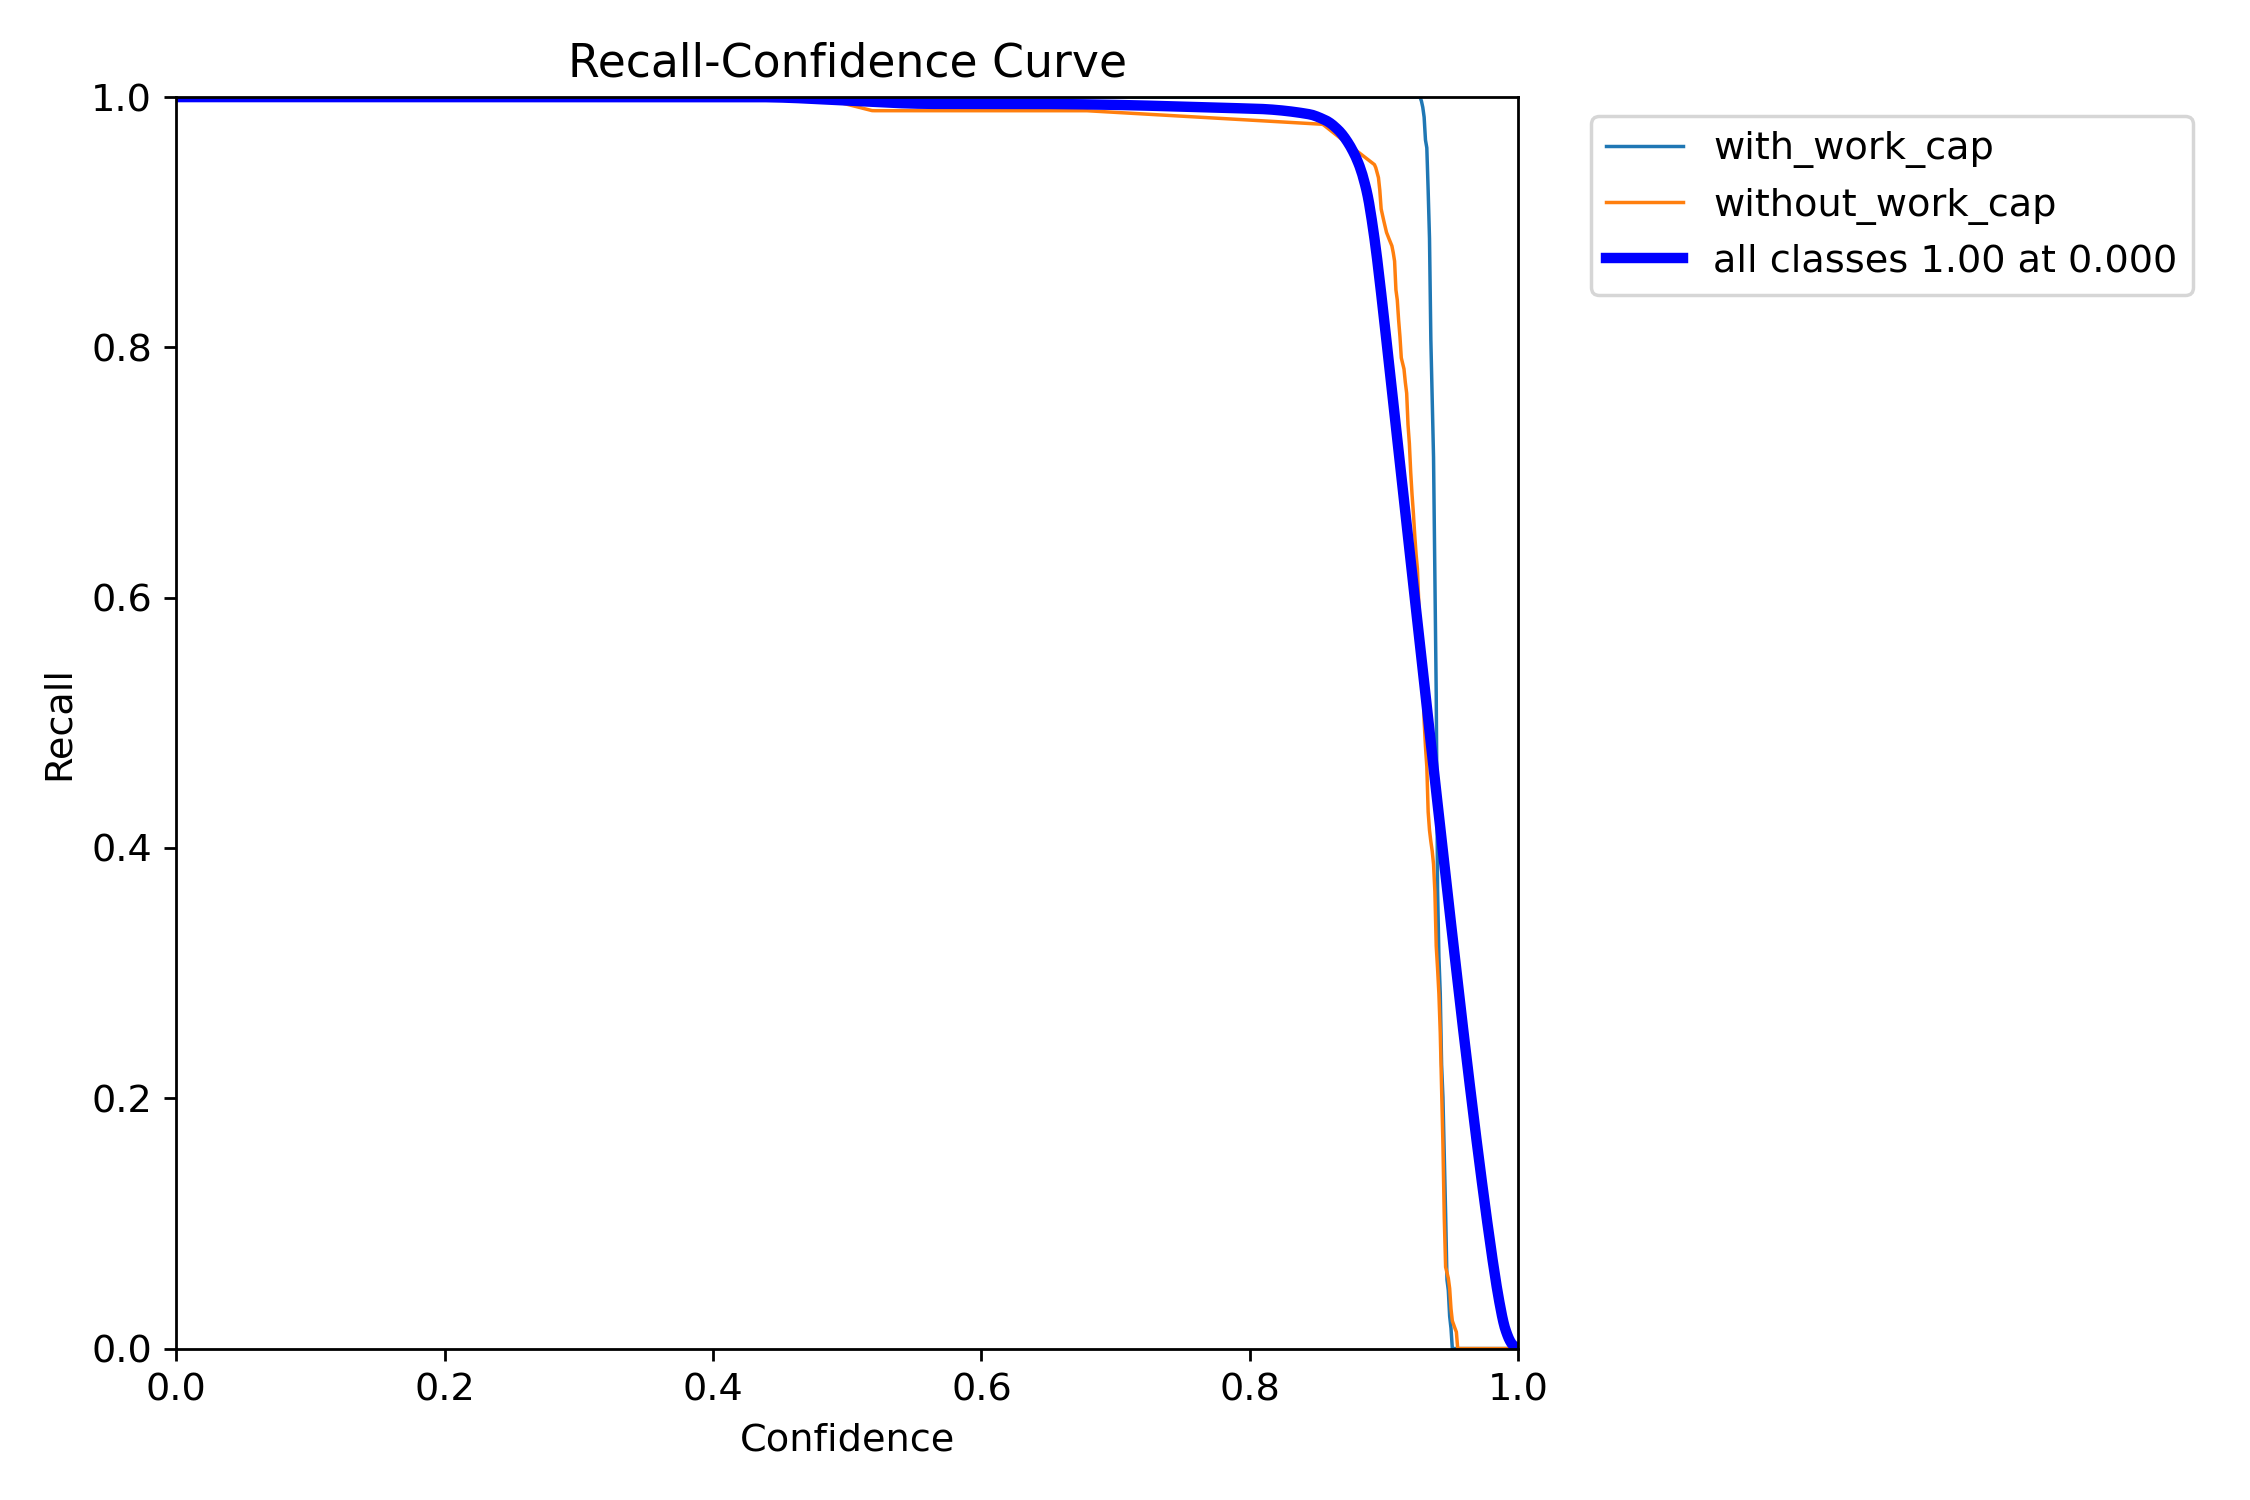 Recall-Confidence Curve
1.0
0.8
0.6
0.4
0.2
0.0
Recall
0.0 0.2 0.4 0.6 0.8 1.0
Confidence
with_work_cap
without_work_cap
all classes 1.00 at 0.000